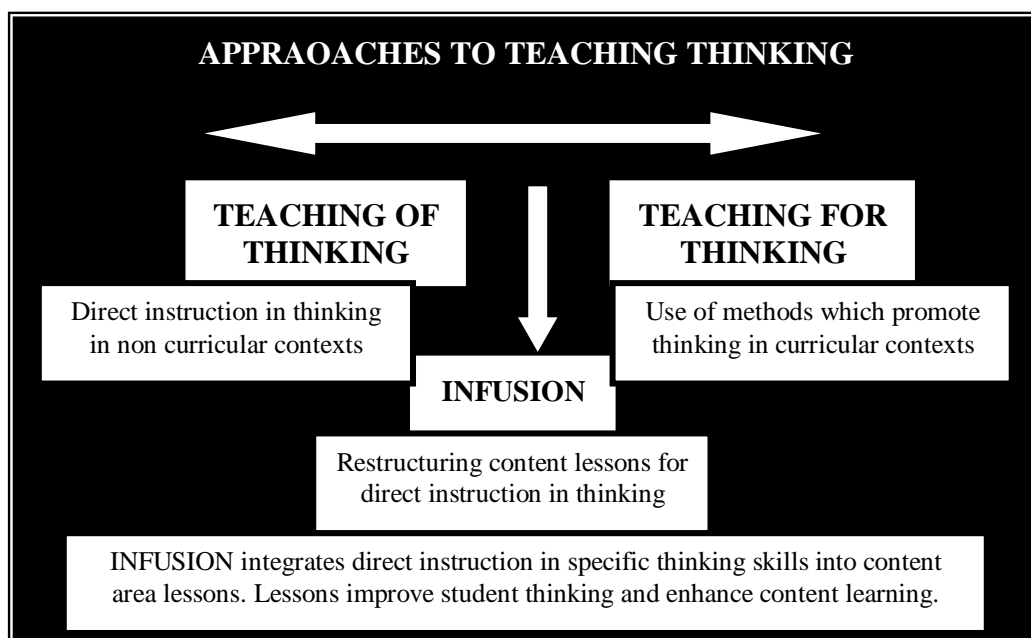 APPRAOACHES TO TEACHING THINKING
TEACHING OF
THINKING
Direct instruction in thinking
in non curricular contexts
TEACHING FOR
THINKING
Use of methods which promote
thinking in curricular contexts
INFUSION
Restructuring content lessons for
direct instruction in thinking
INFUSION integrates direct instruction in specific thinking skills into content
area lessons. Lessons improve student thinking and enhance content learning.